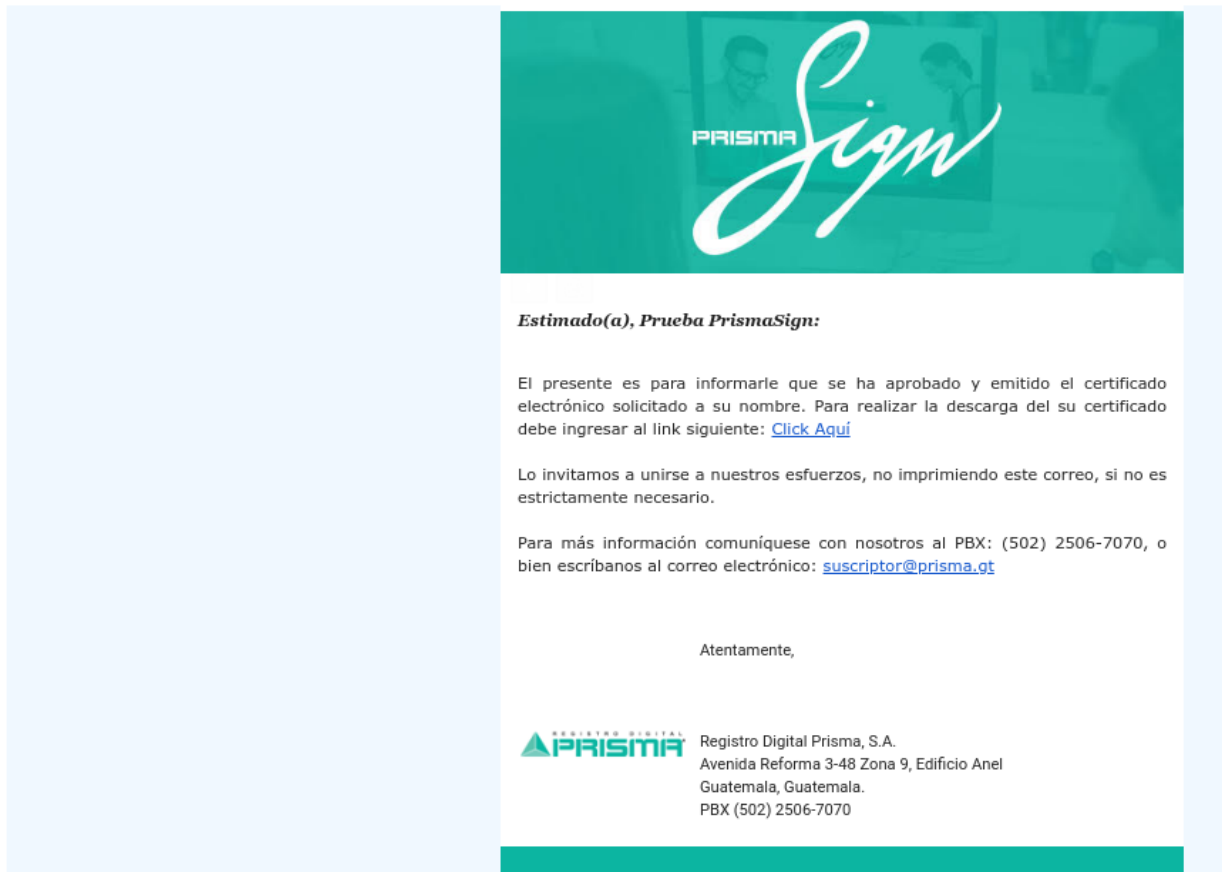 PRISMA Sign
Estimado(a), Prueba PrismaSign:
El presente es para informarle que se ha aprobado y emitido el certificado
electrónico solicitado a su nombre. Para realizar la descarga del su certificado
debe ingresar al link siguiente: Click Aquí
Lo invitamos a unirse a nuestros esfuerzos, no imprimiendo este correo, si no es
estrictamente necesario.
Para más información comuníquese con nosotros al PBX: (502) 2506-7070, o
bien escríbanos al correo electrónico: suscriptor@prisma.gt
Atentamente,
REGISTRO DIGITAL
PRISMA
Registro Digital Prisma, S.A.
Avenida Reforma 3-48 Zona 9, Edificio Anel
Guatemala, Guatemala.
PBX (502) 2506-7070